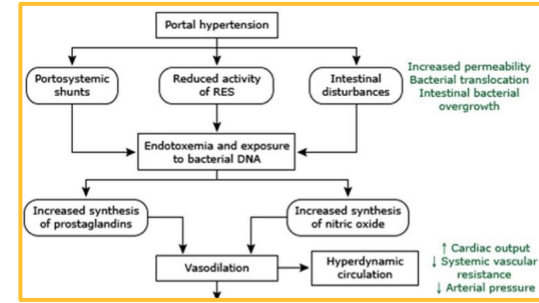 Portal hypertension
Portosystemic
shunts
Reduced activity
of RES
Intestinal
disturbances
Increased permeability
Bacterial translocation
Intestinal bacterial
overgrowth
Endotoxemia and exposure
to bacterial DNA
Increased synthesis
of prostaglandins
Increased synthesis
of nitric oxide
Vasodilation
Hyperdynamic
circulation
↑ Cardiac output
↓ Systemic vascular
resistance
↓ Arterial pressure